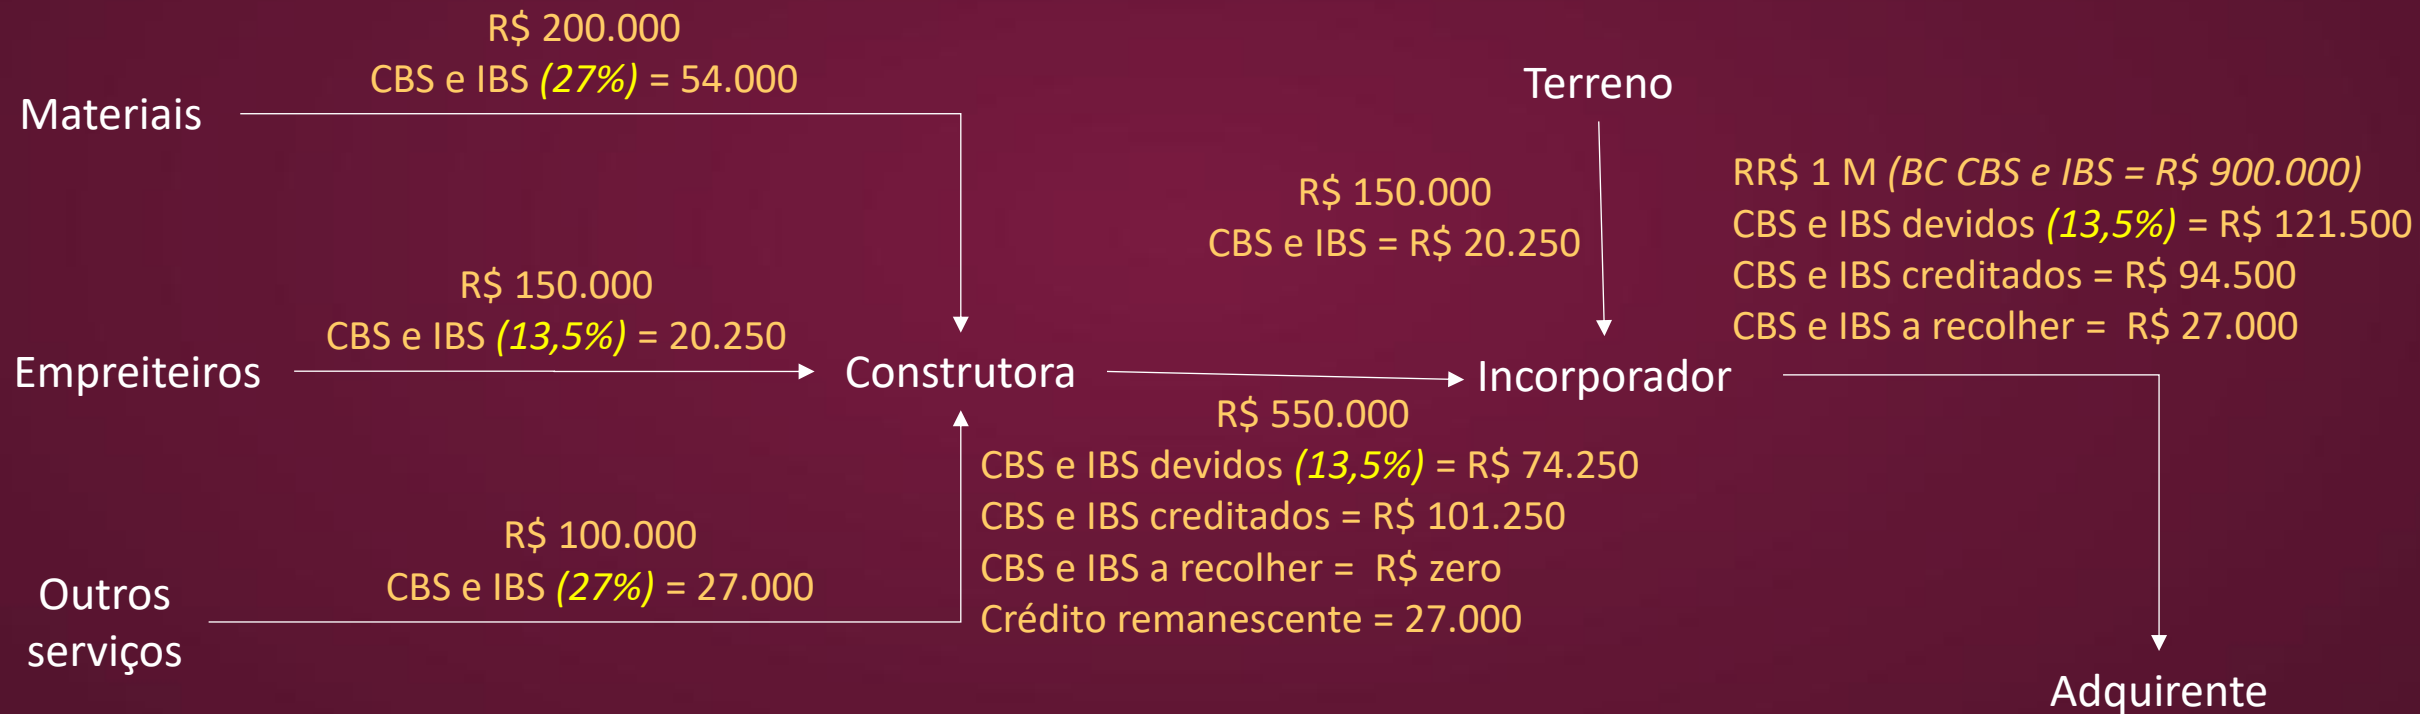 R$ 200.000
CBS e IBS (27%) = 54.000
Materiais
R$ 150.000
CBS e IBS (13,5%) = 20.250
Empreiteiros
R$ 100.000
CBS e IBS (27%) = 27.000
Outros
serviços
Construtora
R$ 550.000
CBS e IBS devidos (13,5%) = R$ 74.250
CBS e IBS creditados = R$ 101.250
CBS e IBS a recolher = R$ zero
Crédito remanescente = 27.000
Terreno
R$ 150.000
CBS e IBS = R$ 20.250
Incorporador
RR$ 1 M (BC CBS e IBS = R$ 900.000)
CBS e IBS devidos (13,5%) = R$ 121.500
CBS e IBS creditados = R$ 94.500
CBS e IBS a recolher = R$ 27.000
Adquirente